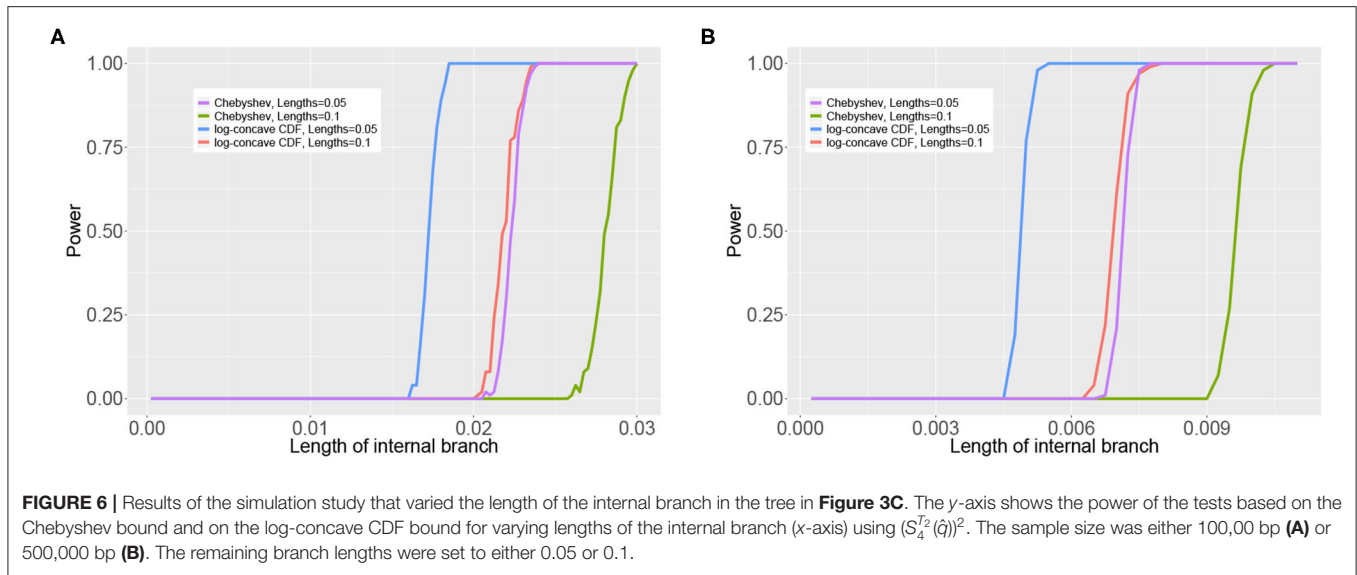 A
1.00
0.75
0.50
0.25
0.00
Power
Chebyshev, Lengths=0.05
Chebyshev, Lengths=0.1
log-concave CDF, Lengths=0.05
log-concave CDF, Lengths=0.1
0.00
0.01
0.02
0.03
Length of internal branch
B
1.00
0.75
0.50
0.25
0.00
Power
Chebyshev, Lengths=0.05
Chebyshev, Lengths=0.1
log-concave CDF, Lengths=0.05
log-concave CDF, Lengths=0.1
0.000
0.003
0.006
0.009
Length of internal branch
FIGURE 6 | Results of the simulation study that varied the length of the internal branch in the tree in Figure 3C. The y-axis shows the power of the tests based on the
Chebyshev bound and on the log-concave CDF bound for varying lengths of the internal branch (x-axis) using (S₄^{T₂}(q̂))². The sample size was either 100,00 bp (A) or
500,000 bp (B). The remaining branch lengths were set to either 0.05 or 0.1.